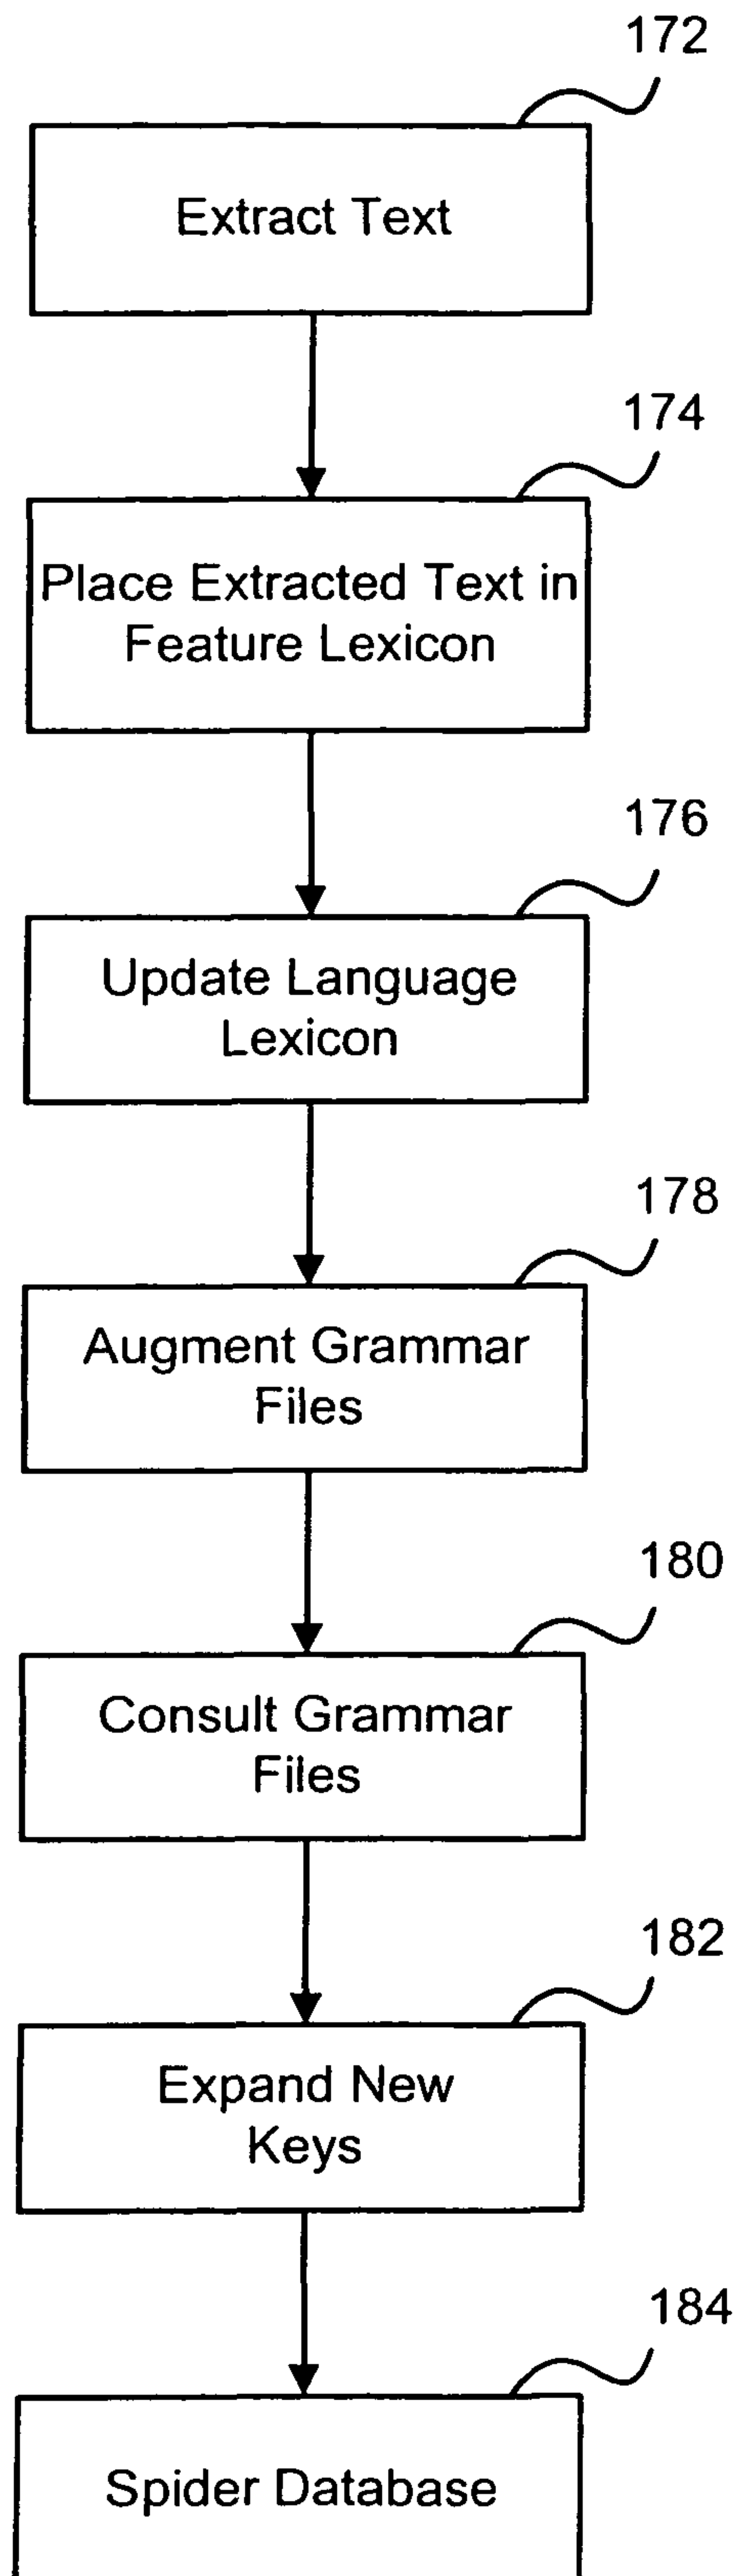 172
Extract Text
174
Place Extracted Text in
Feature Lexicon
176
Update Language
Lexicon
178
Augment Grammar
Files
180
Consult Grammar
Files
182
Expand New
Keys
184
Spider Database